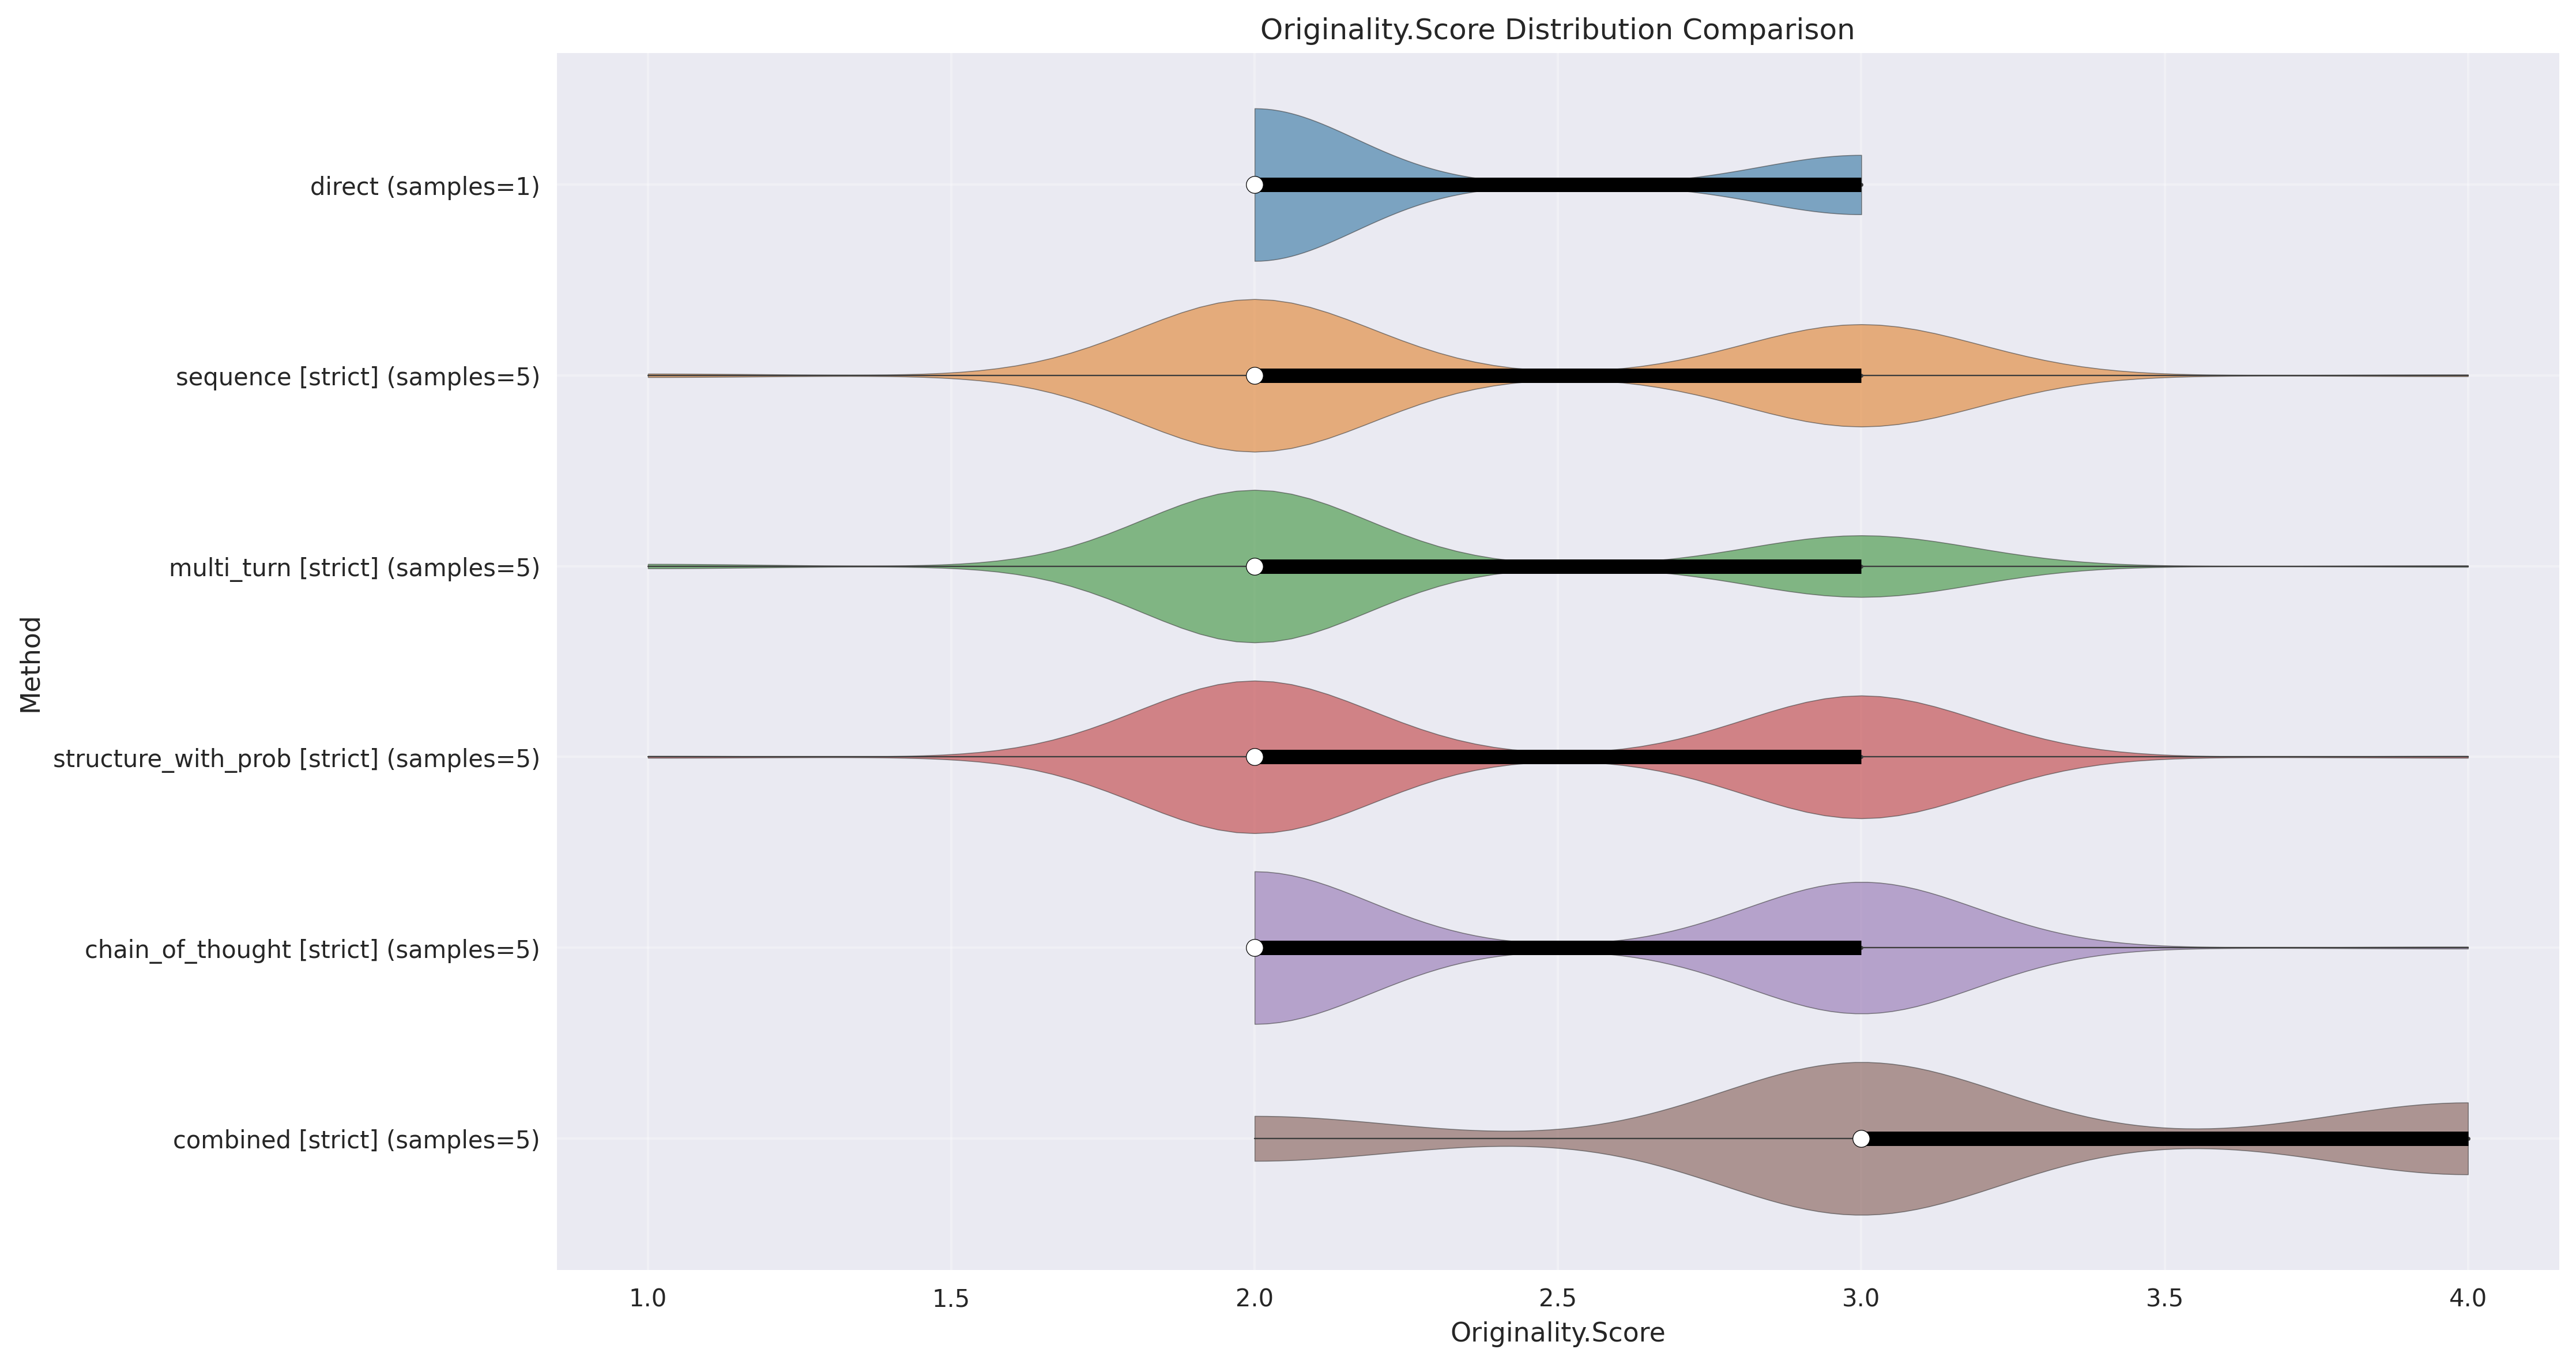 Originality.Score Distribution Comparison
direct (samples=1)
sequence [strict] (samples=5)
multi_turn [strict] (samples=5)
structure_with_prob [strict] (samples=5)
chain_of_thought [strict] (samples=5)
combined [strict] (samples=5)
Method
1.0 1.5 2.0 2.5 3.0 3.5 4.0
Originality.Score